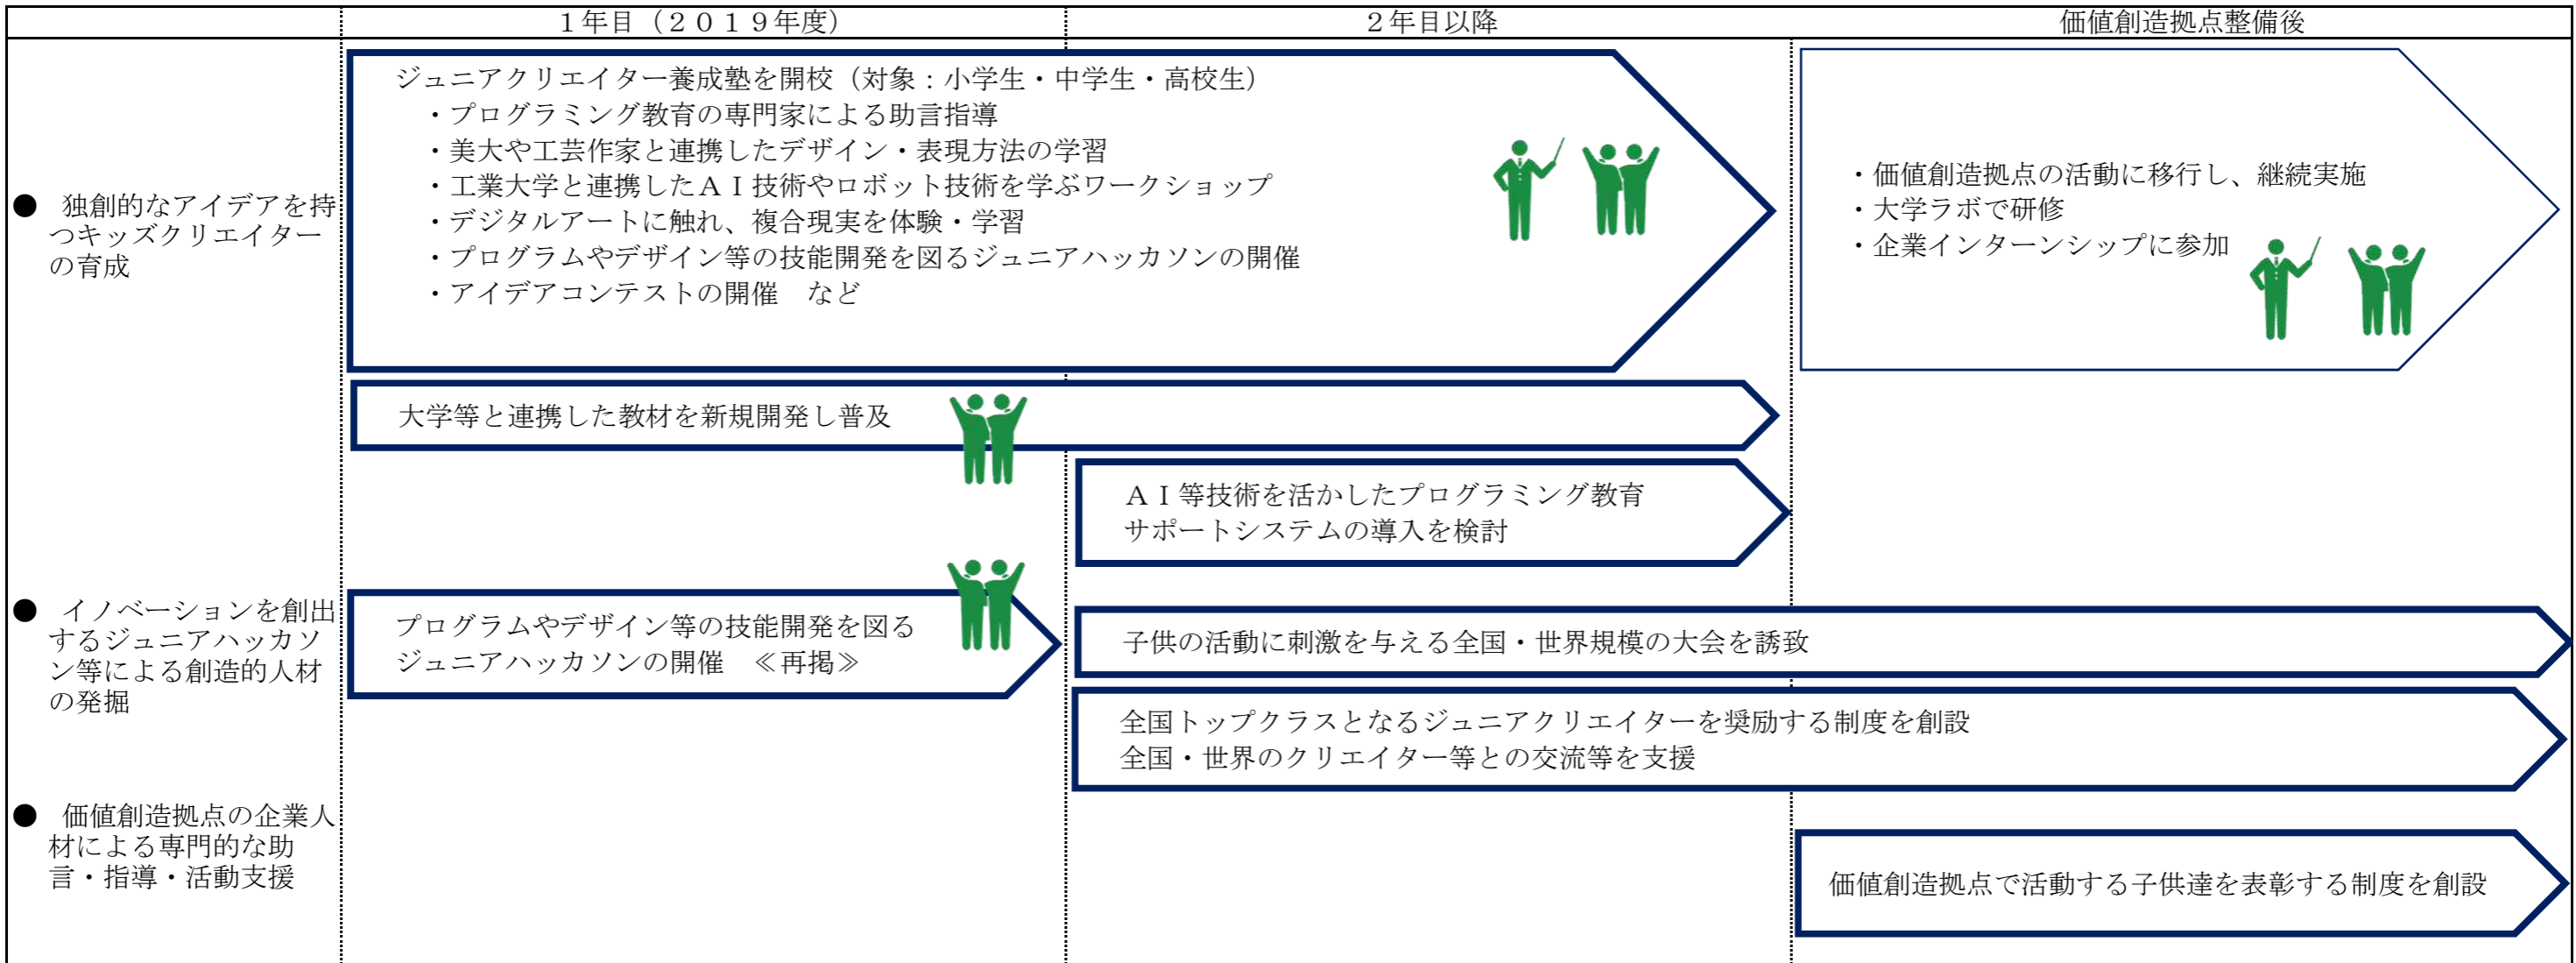 １年目（２０１９年度）
２年目以降
価値創造拠点整備後
● 独創的なアイデアを持
つキッズクリエイター
の育成
ジュニアクリエイター養成塾を開校（対象：小学生・中学生・高校生）
・プログラミング教育の専門家による助言指導
・美大や工芸作家と連携したデザイン・表現方法の学習
・工業大学と連携したＡＩ技術やロボット技術を学ぶワークショップ
・デジタルアートに触れ、複合現実を体験・学習
・プログラムやデザイン等の技能開発を図るジュニアハッカソンの開催
・アイデアコンテストの開催　など
・価値創造拠点の活動に移行し、継続実施
・大学ラボで研修
・企業インターンシップに参加
大学等と連携した教材を新規開発し普及
ＡＩ等技術を活かしたプログラミング教育
サポートシステムの導入を検討
● イノベーションを創出
するジュニアハッカソ
ン等による創造的人材
の発掘
プログラムやデザイン等の技能開発を図る
ジュニアハッカソンの開催　≪再掲≫
子供の活動に刺激を与える全国・世界規模の大会を誘致
全国トップクラスとなるジュニアクリエイターを奨励する制度を創設
全国・世界のクリエイター等との交流等を支援
● 価値創造拠点の企業人
材による専門的な助
言・指導・活動支援
価値創造拠点で活動する子供達を表彰する制度を創設